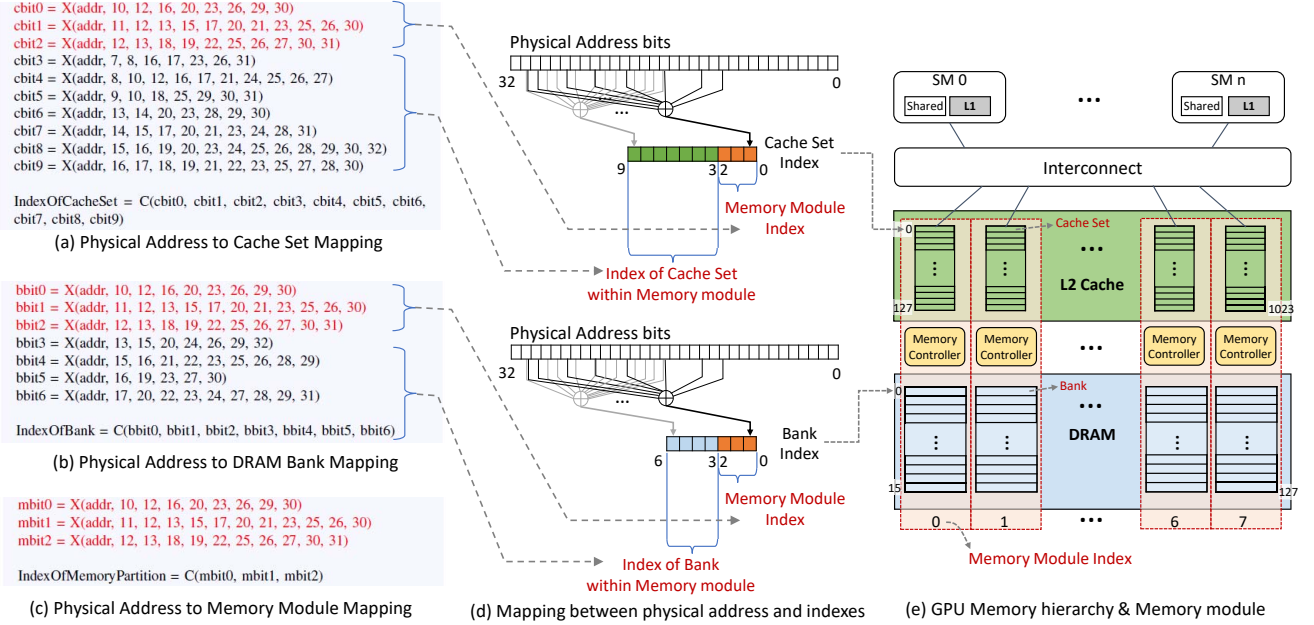 cbit0 = X(addr, 10, 12, 16, 20, 23, 26, 29, 30)
cbit1 = X(addr, 11, 12, 13, 15, 17, 20, 21, 23, 25, 26, 30)
cbit2 = X(addr, 12, 13, 18, 19, 22, 25, 26, 27, 30, 31)
cbit3 = X(addr, 7, 8, 16, 17, 23, 26, 31)
cbit4 = X(addr, 8, 10, 12, 16, 17, 21, 24, 25, 26, 27)
cbit5 = X(addr, 9, 10, 18, 25, 29, 30, 31)
cbit6 = X(addr, 13, 14, 20, 23, 28, 29, 30)
cbit7 = X(addr, 14, 15, 17, 20, 21, 23, 24, 28, 31)
cbit8 = X(addr, 15, 16, 19, 20, 23, 24, 25, 26, 28, 29, 30, 32)
cbit9 = X(addr, 16, 17, 18, 19, 21, 22, 23, 25, 27, 28, 30)
IndexOfCacheSet = C(cbit0, cbit1, cbit2, cbit3, cbit4, cbit5, cbit6,
cbit7, cbit8, cbit9)
(a) Physical Address to Cache Set Mapping
bbit0 = X(addr, 10, 12, 16, 20, 23, 26, 29, 30)
bbit1 = X(addr, 11, 12, 13, 15, 17, 20, 21, 23, 25, 26, 30)
bbit2 = X(addr, 12, 13, 18, 19, 22, 25, 26, 27, 30, 31)
bbit3 = X(addr, 13, 15, 20, 24, 26, 29, 32)
bbit4 = X(addr, 15, 16, 21, 22, 23, 25, 26, 28, 29)
bbit5 = X(addr, 16, 19, 23, 27, 30)
bbit6 = X(addr, 17, 20, 22, 23, 24, 27, 28, 29, 31)
IndexOfBank = C(bbit0, bbit1, bbit2, bbit3, bbit4, bbit5, bbit6)
(b) Physical Address to DRAM Bank Mapping
mbit0 = X(addr, 10, 12, 16, 20, 23, 26, 29, 30)
mbit1 = X(addr, 11, 12, 13, 15, 17, 20, 21, 23, 25, 26, 30)
mbit2 = X(addr, 12, 13, 18, 19, 22, 25, 26, 27, 30, 31)
IndexOfMemoryPartition = C(mbit0, mbit1, mbit2)
(c) Physical Address to Memory Module Mapping
Physical Address bits
32 0
...
...
Cache Set
Index
9 3 2 0
Memory Module
Index
Index of Cache Set
within Memory module
Physical Address bits
32 0
...
Bank
Index
6 3 2 0
Memory Module
Index
Index of Bank
within Memory module
(d) Mapping between physical address and indexes
SM 0 ... SM n
Shared L1 Shared L1
Interconnect
0 Cache Set
...
L2 Cache
127 1023
Memory
Controller
Memory
Controller
...
Memory
Controller
Memory
Controller
0 Bank
...
DRAM
15 127
0 1 ... 6 7
Memory Module Index
(e) GPU Memory hierarchy & Memory module